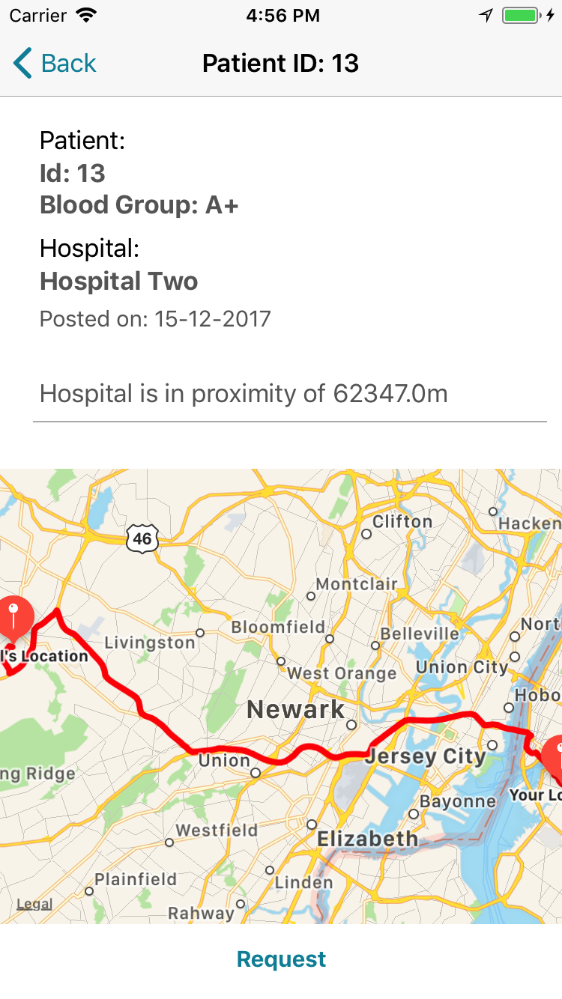 Carrier 4:56 PM
Back Patient ID: 13
Patient:
Id: 13
Blood Group: A+
Hospital:
Hospital Two
Posted on: 15-12-2017
Hospital is in proximity of 62347.0m
Clifton
Hacken
46
Montclair
Bloomfield
North
Belleville
Livingston
l's Location
Union City
West Orange
Hobo
Newark
Jersey City
Union
ng Ridge
Your Lo
Bayonne
Westfield
Elizabeth
Plainfield
Linden
Legal
Rahway
Request